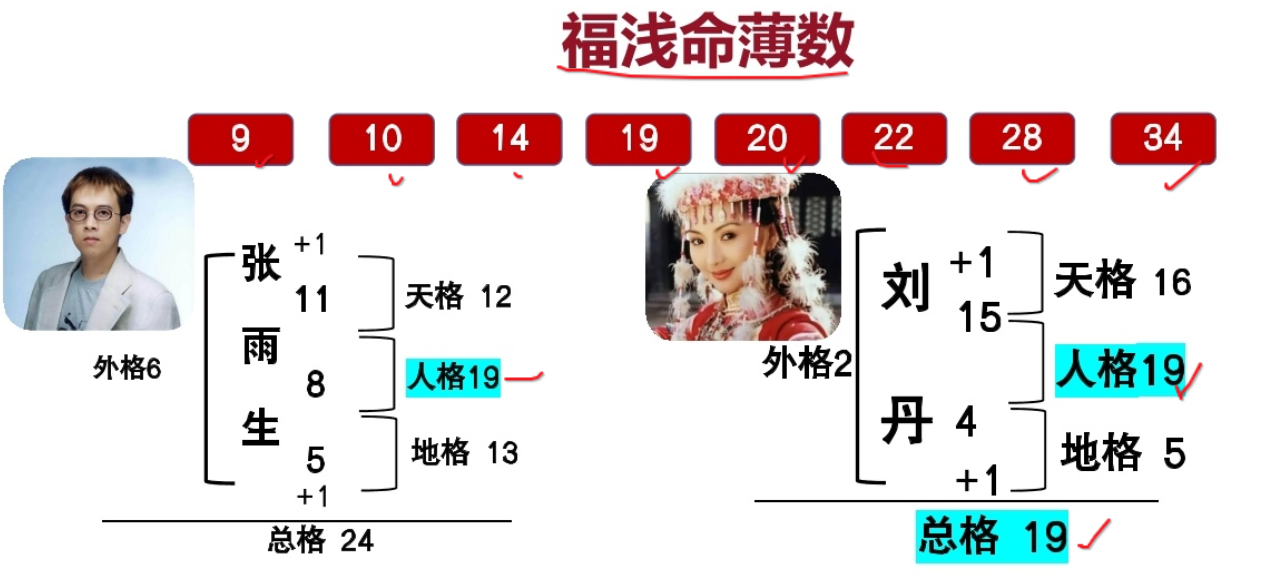 福浅命薄数
9 10 14 19 20 22 28 34
张 +1
11
天格 12
雨
8
人格19
外格6
生
5
地格 13
+1
总格 24
刘 +1
15
天格 16
外格2
人格19
丹 4
地格 5
+1
总格 19